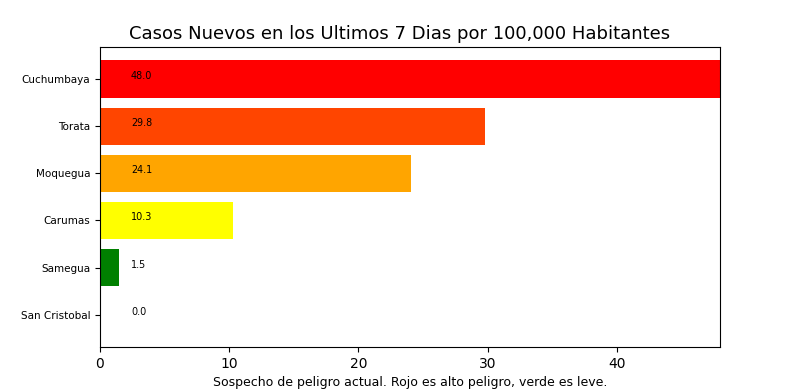 Casos Nuevos en los Ultimos 7 Dias por 100,000 Habitantes
Cuchumbaya 48.0
Torata 29.8
Moquegua 24.1
Carumas 10.3
Samegua 1.5
San Cristobal 0.0
0 10 20 30 40
Sospecho de peligro actual. Rojo es alto peligro, verde es leve.